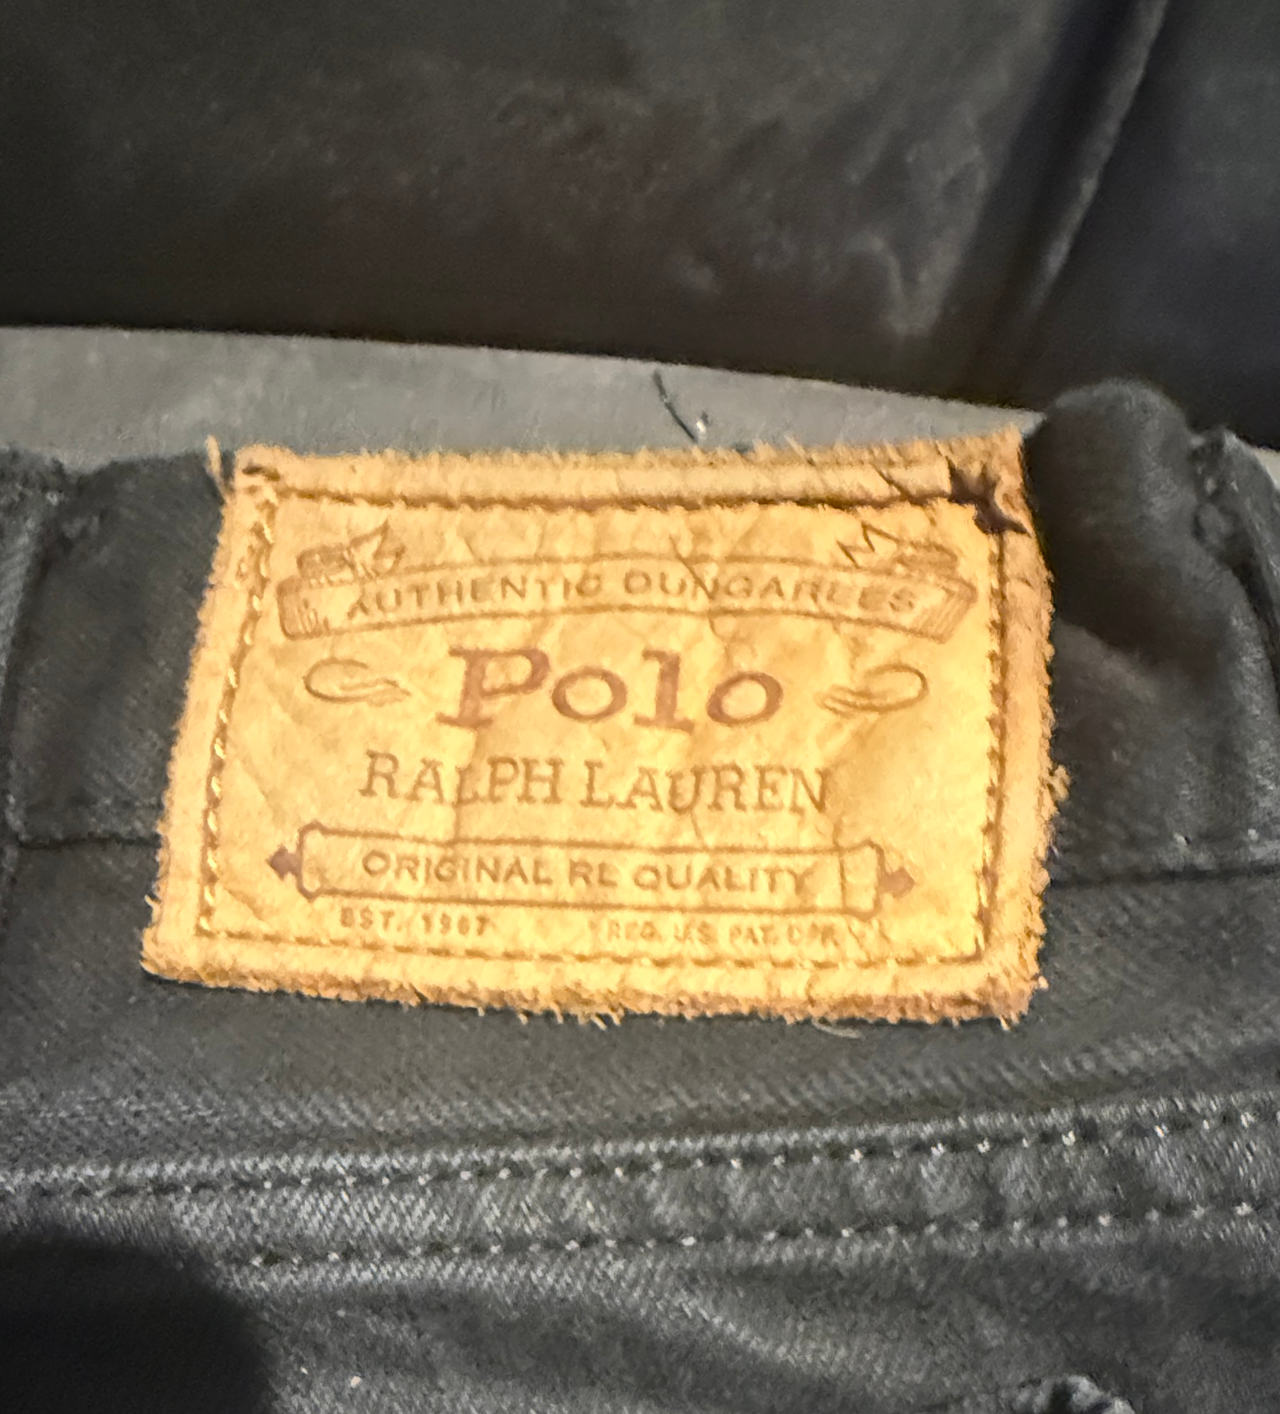 AUTHENTIC DUNGAREES
Polo
RALPH LAUREN
ORIGINAL RL QUALITY
EST. 1967 REG. U.S. PAT. OFF.